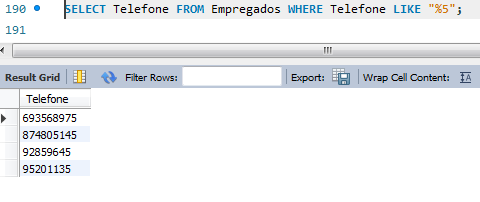 190 SELECT Telefone FROM Empregados WHERE Telefone LIKE "%5";
191
Result Grid Filter Rows: Export: Wrap Cell Content: IA
Telefone
693568975
874805145
92859645
95201135